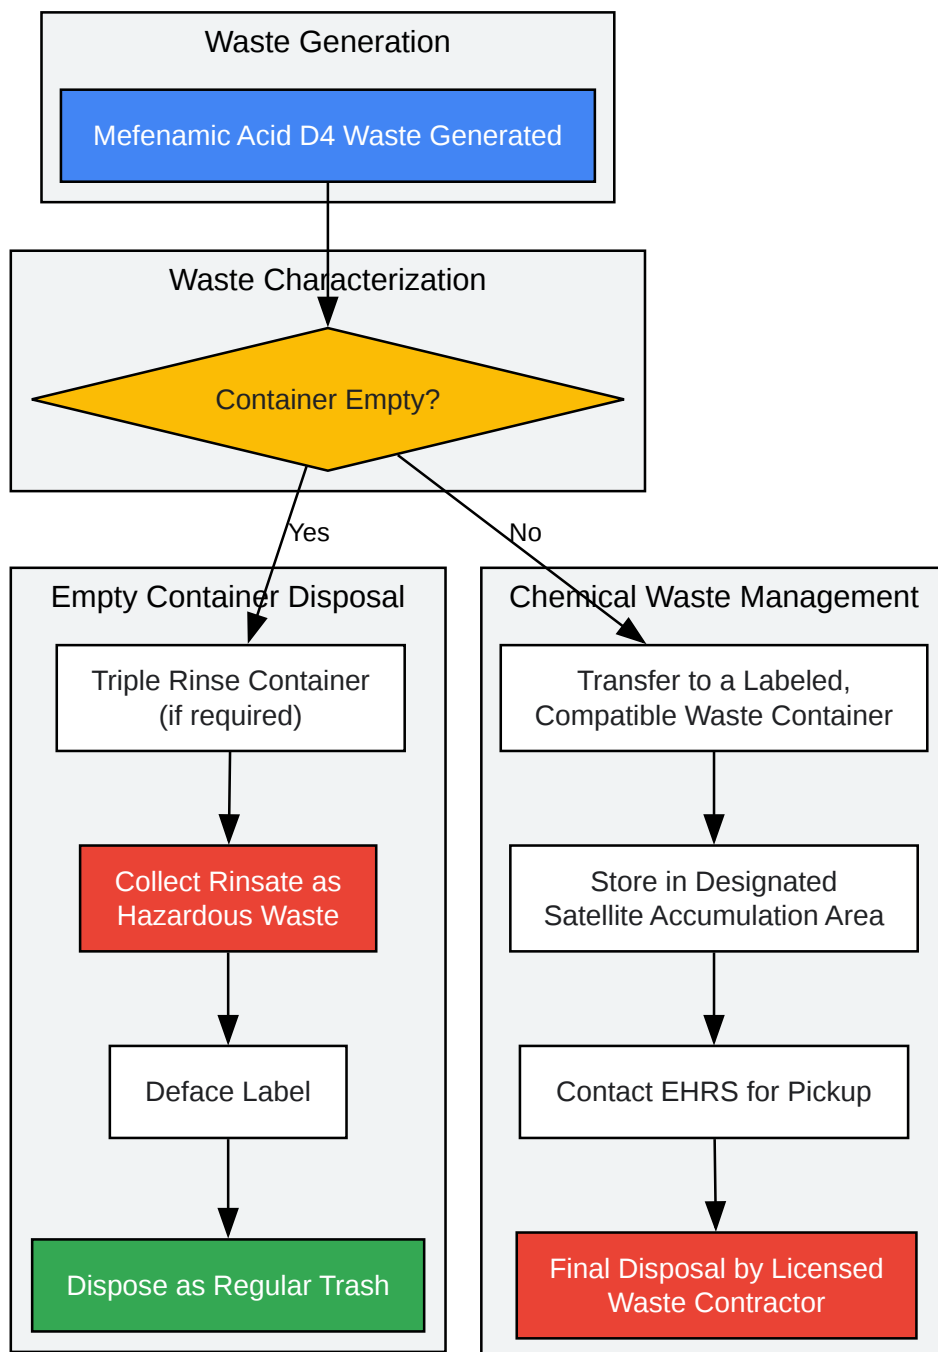 Waste Generation
Mefenamic Acid D4 Waste Generated
Waste Characterization
Container Empty?
Yes
No
Empty Container Disposal
Triple Rinse Container
(if required)
Collect Rinsate as
Hazardous Waste
Deface Label
Dispose as Regular Trash
Chemical Waste Management
Transfer to a Labeled,
Compatible Waste Container
Store in Designated
Satellite Accumulation Area
Contact EHRS for Pickup
Final Disposal by Licensed
Waste Contractor